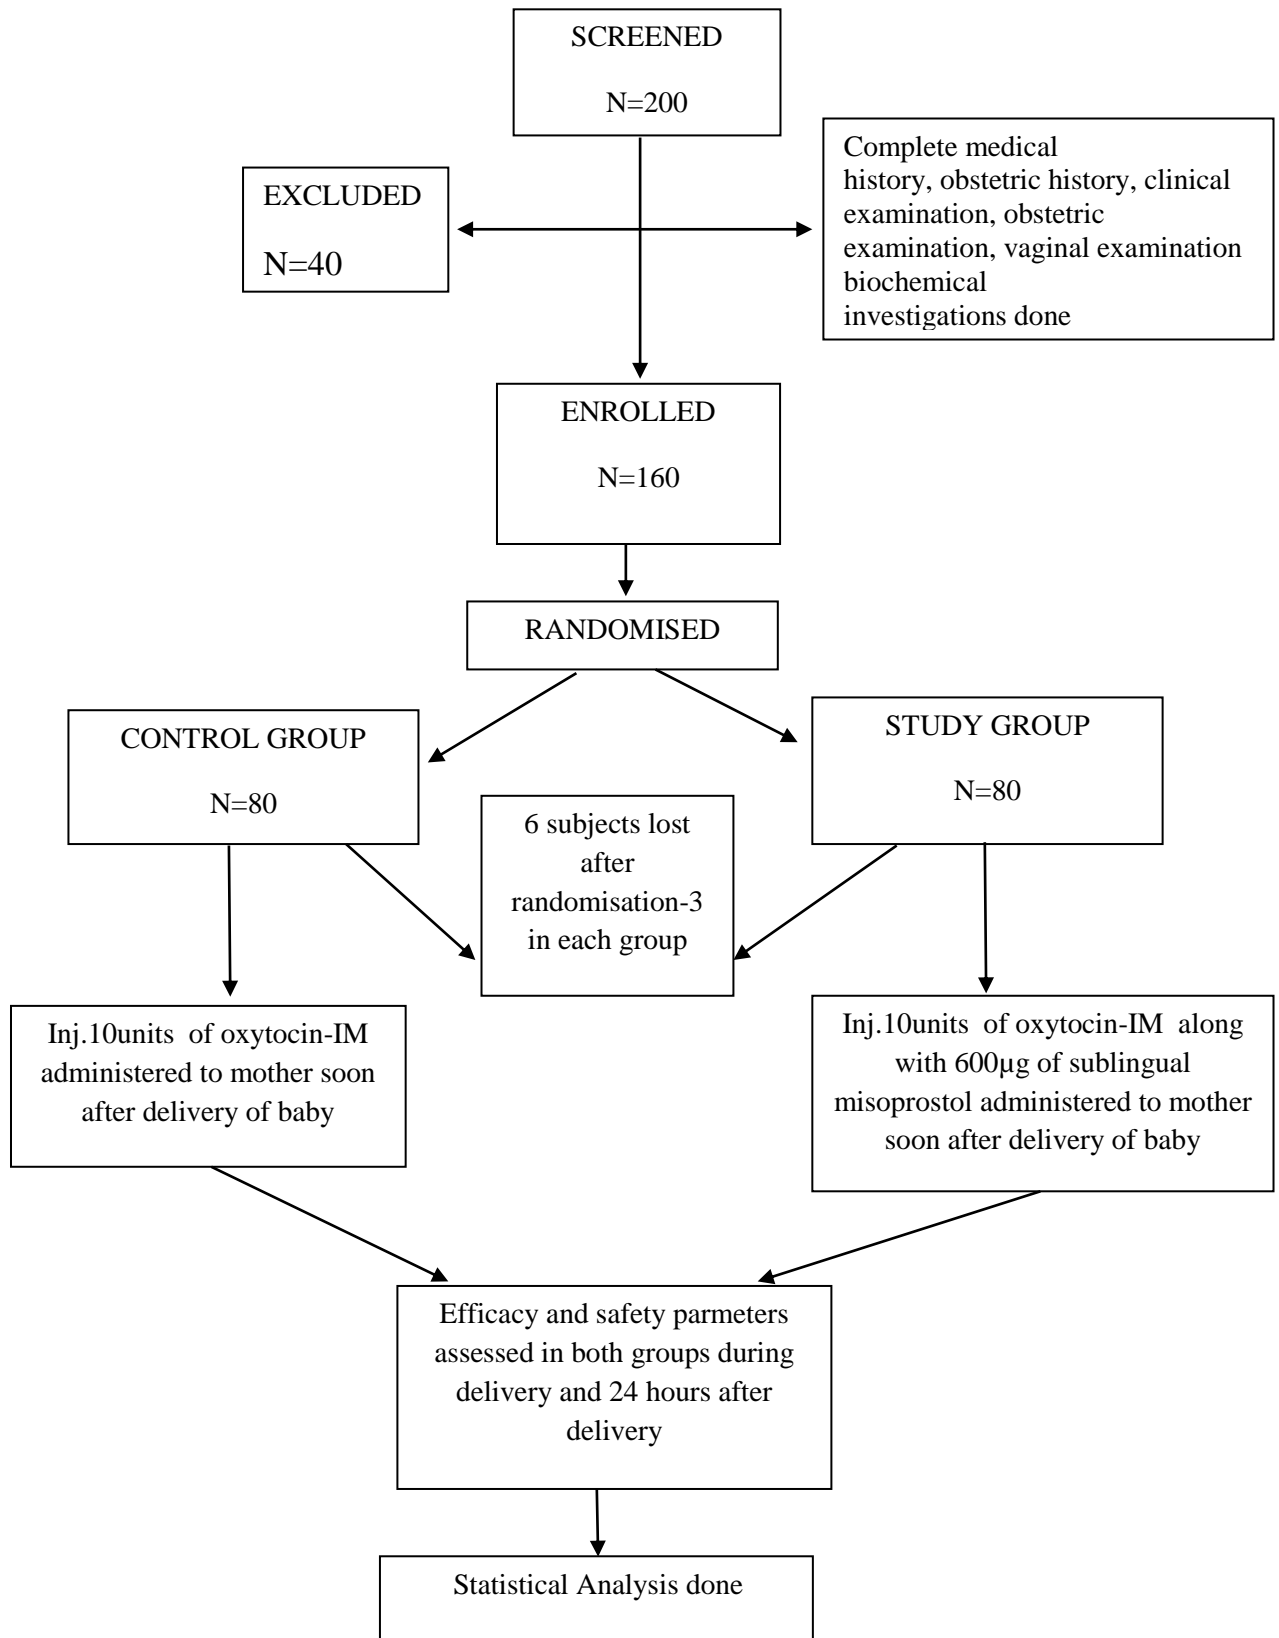 SCREENED
N=200
EXCLUDED
N=40
Complete medical
history, obstetric history, clinical
examination, obstetric
examination, vaginal examination
biochemical
investigations done
ENROLLED
N=160
RANDOMISED
CONTROL GROUP
N=80
STUDY GROUP
N=80
6 subjects lost
after
randomisation-3
in each group
Inj.10units of oxytocin-IM
administered to mother soon
after delivery of baby
Inj.10units of oxytocin-IM along
with 600µg of sublingual
misoprostol administered to mother
soon after delivery of baby
Efficacy and safety parmeters
assessed in both groups during
delivery and 24 hours after
delivery
Statistical Analysis done